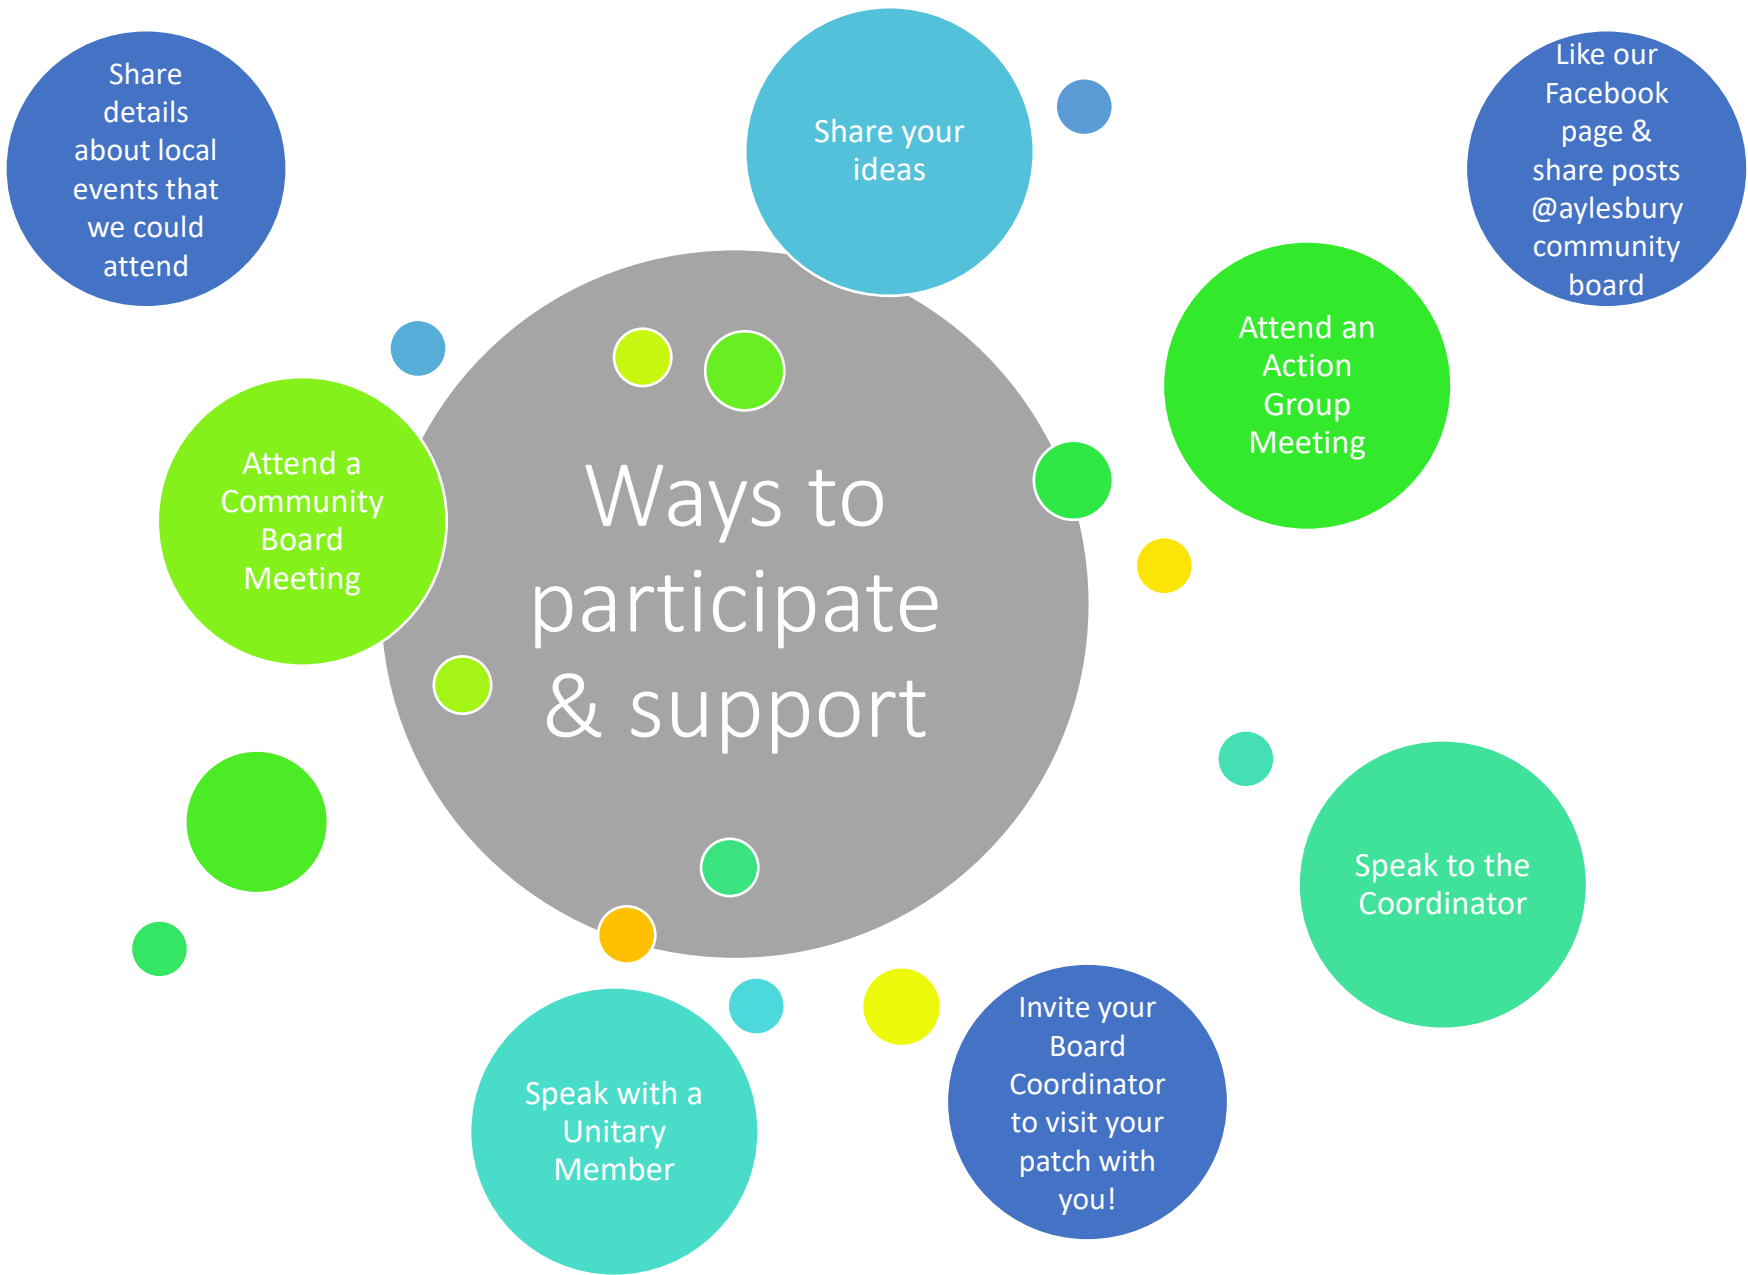 Share
details
about local
events that
we could
attend
Share your
ideas
Like our
Facebook
page &
share posts
@aylesbury
community
board
Attend an
Action
Group
Meeting
Attend a
Community
Board
Meeting
Ways to
participate
& support
Speak to the
Coordinator
Invite your
Board
Coordinator
to visit your
patch with
you!
Speak with a
Unitary
Member